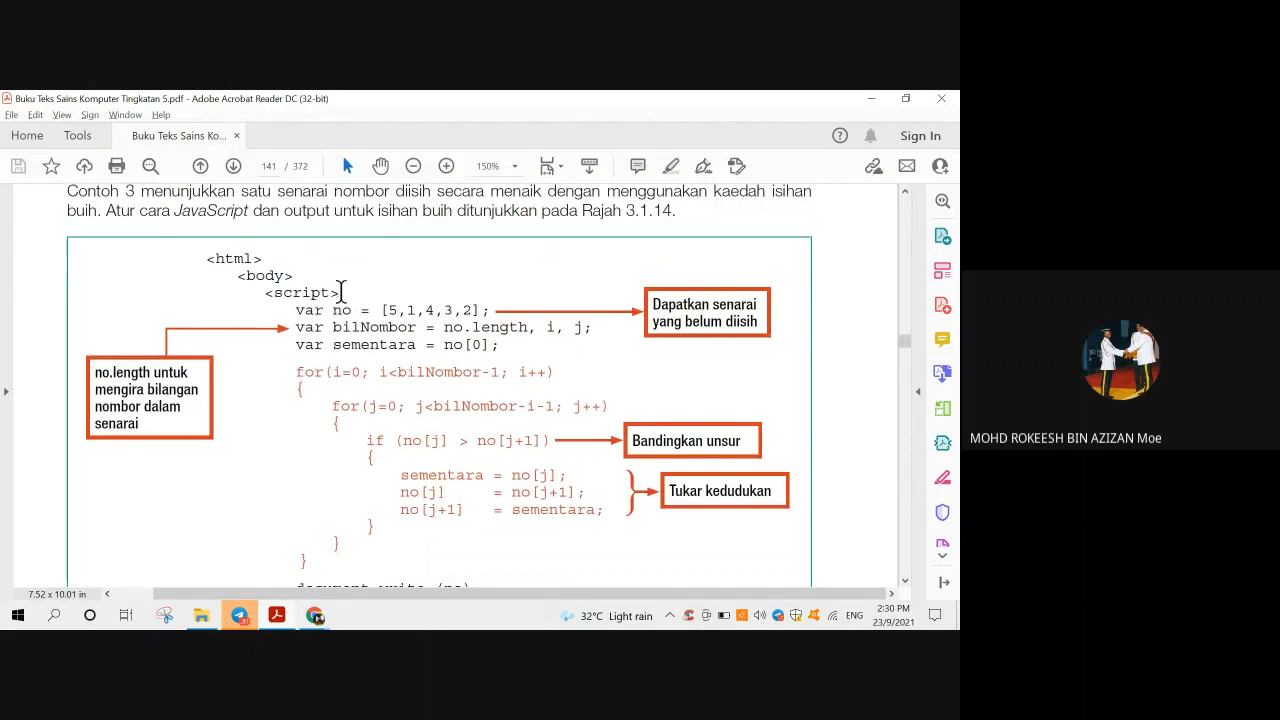 Buku Teks Sains Komputer Tingkatan 5.pdf - Adobe Acrobat Reader DC (32-bit)
File Edit View Sign Window Help
Home Tools Buku Teks Sains Ko... × Sign In
141 / 372 150%
Contoh 3 menunjukkan satu senarai nombor diisih secara menaik dengan menggunakan kaedah isihan
buih. Atur cara JavaScript dan output untuk isihan buih ditunjukkan pada Rajah 3.1.14.
<html>
<body>
<script>
var no = [5,1,4,3,2];
var bilNombor = no.length, i, j;
var sementara = no[0];
Dapatkan senarai
yang belum diisih
no.length untuk
mengira bilangan
nombor dalam
senarai
for(i=0; i<bilNombor-1; i++)
{
for(j=0; j<bilNombor-i-1; j++)
{
if (no[j] > no[j+1])
Bandingkan unsur
{
sementara = no[j];
no[j] = no[j+1];
no[j+1] = sementara;
Tukar kedudukan
}
}
}
document.write (no)
7.52 x 10.01 in
32°C Light rain
ENG
2:30 PM
23/9/2021
MOHD ROKEESH BIN AZIZAN Moe